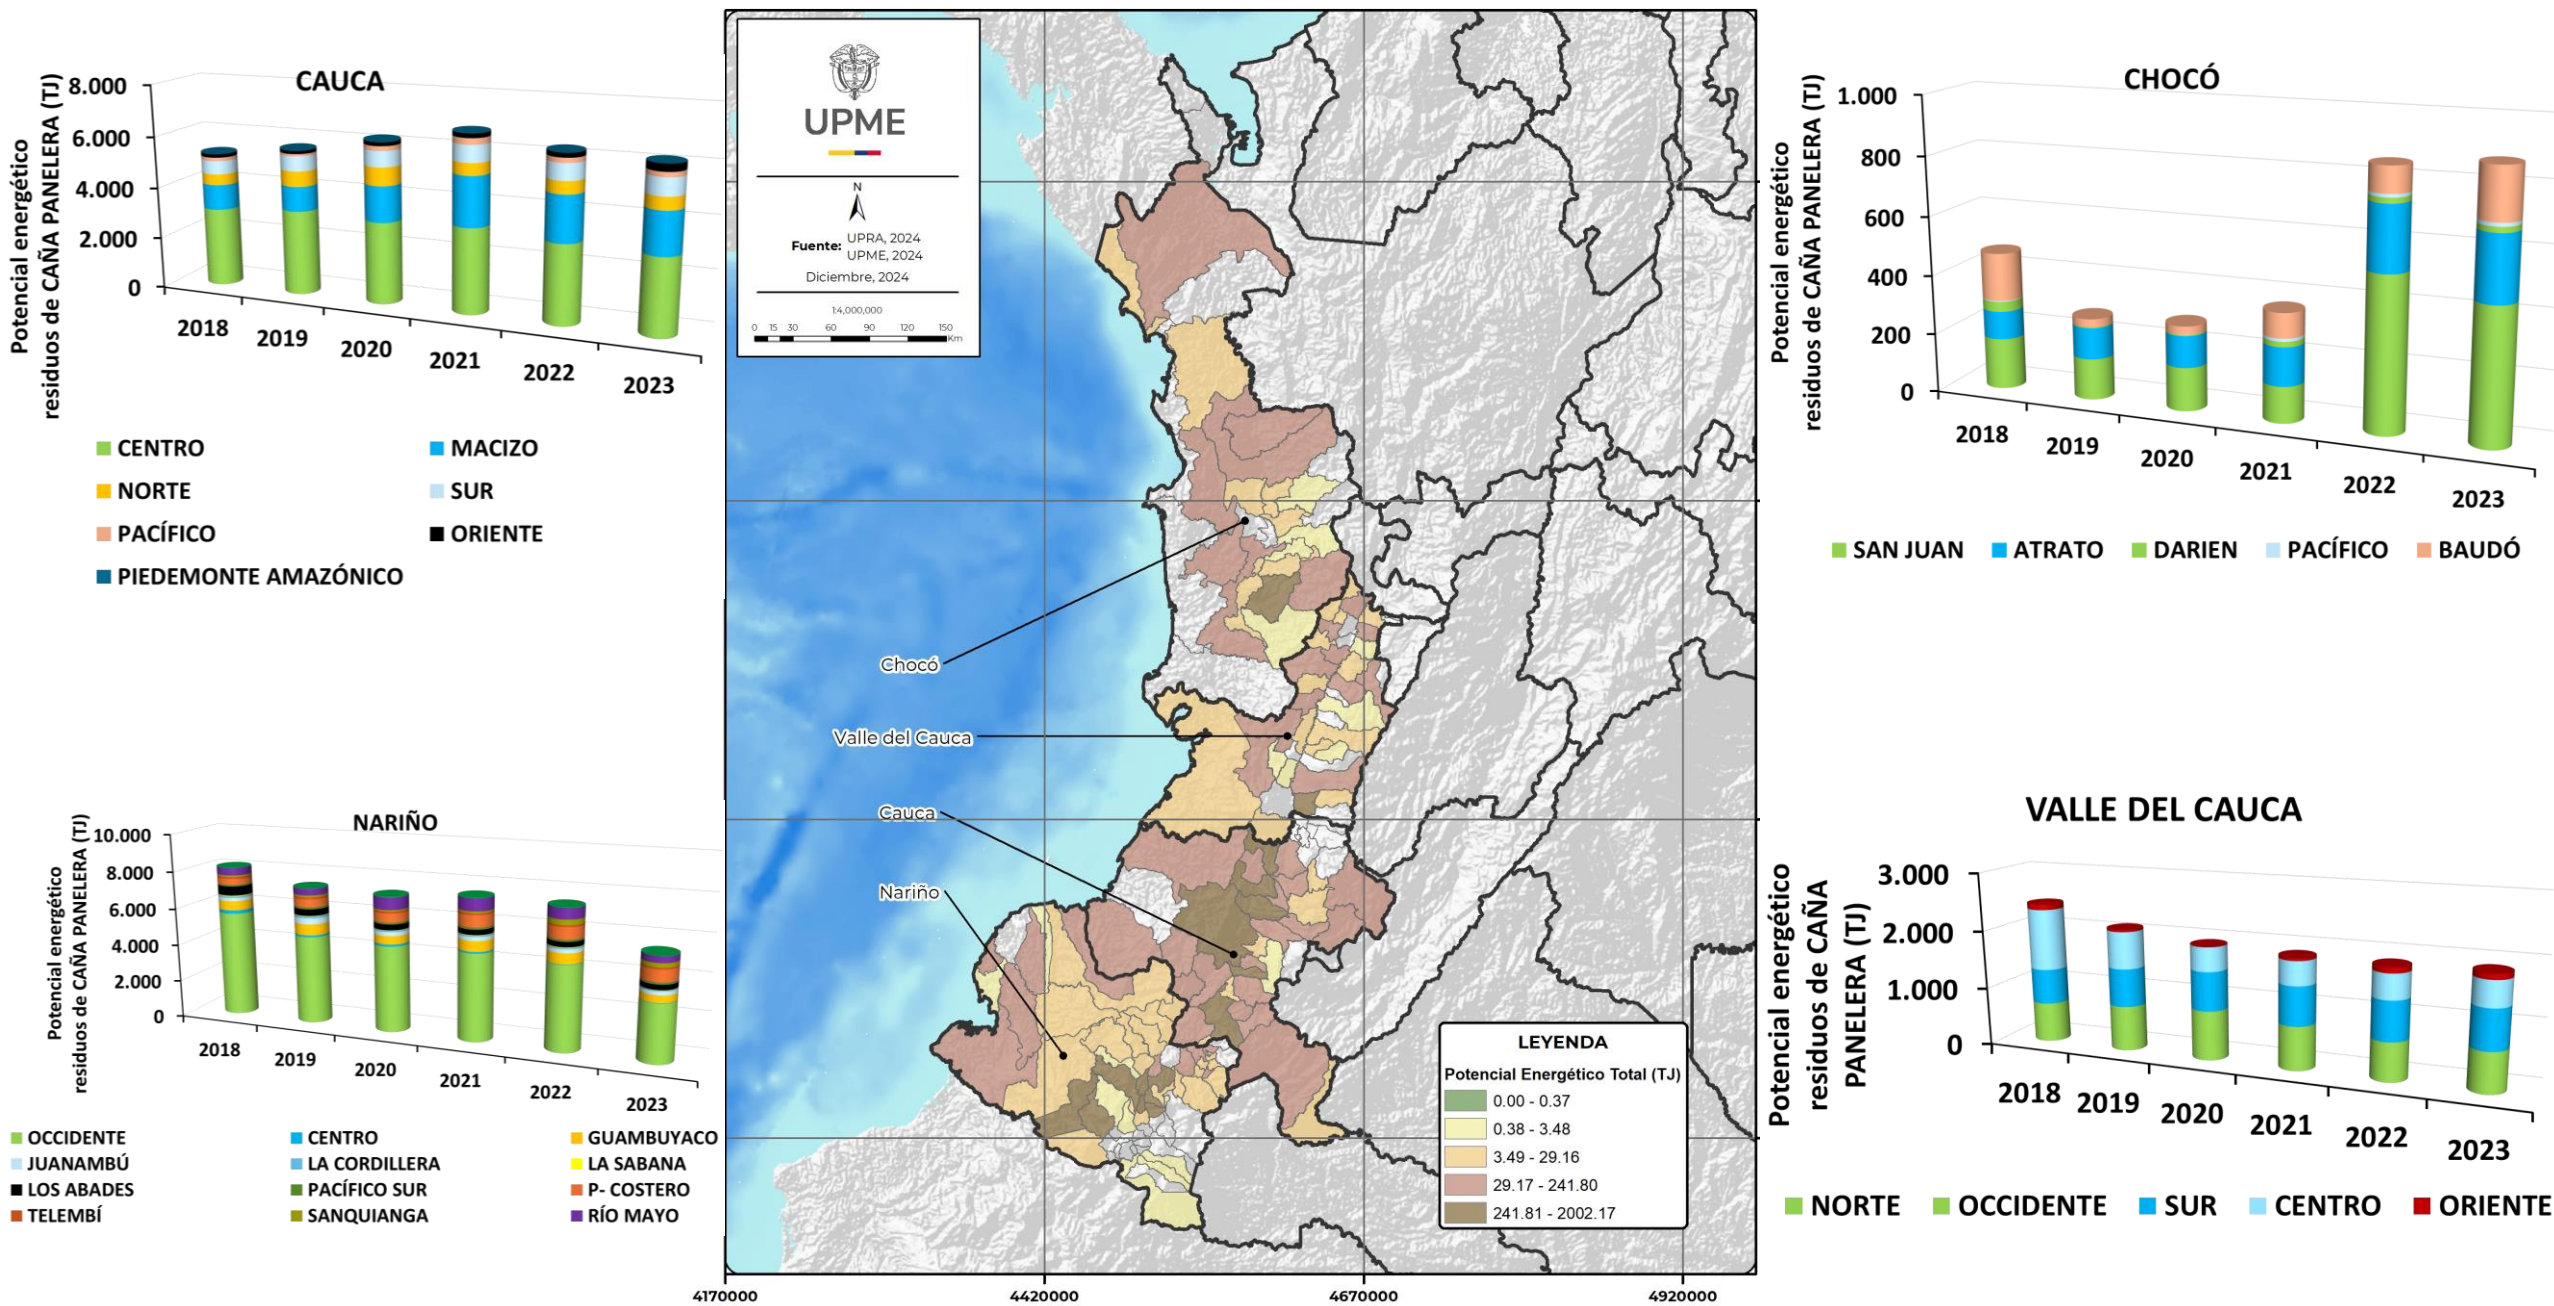 CAUCA
Potencial energético
residuos de CAÑA PANELERA (TJ)
8.000
6.000
4.000
2.000
0
2018
2019
2020
2021
2022
2023
CENTRO
MACIZO
NORTE
SUR
PACÍFICO
ORIENTE
PIEDEMONTE AMAZÓNICO
NARIÑO
Potencial energético
residuos de CAÑA PANELERA (TJ)
10.000
8.000
6.000
4.000
2.000
0
2018
2019
2020
2021
2022
2023
OCCIDENTE
CENTRO
GUAMBUYACO
JUANAMBÚ
LA CORDILLERA
LA SABANA
LOS ABADES
PACÍFICO SUR
P- COSTERO
TELEMBÍ
SANQUIANGA
RÍO MAYO
UPME
N
Fuente: UPRA, 2024
UPME, 2024
Diciembre, 2024
1:4,000,000
0 15 30 60 90 120 150
Km
Chocó
Valle del Cauca
Cauca
Nariño
LEYENDA
Potencial Energético Total (TJ)
0.00 - 0.37
0.38 - 3.48
3.49 - 29.16
29.17 - 241.80
241.81 - 2002.17
4170000
4420000
4670000
4920000
CHOCÓ
Potencial energético
residuos de CAÑA PANELERA (TJ)
1.000
800
600
400
200
0
2018
2019
2020
2021
2022
2023
SAN JUAN
ATRATO
DARIEN
PACÍFICO
BAUDÓ
VALLE DEL CAUCA
Potencial energético
residuos de CAÑA
PANELERA (TJ)
3.000
2.000
1.000
0
2018
2019
2020
2021
2022
2023
NORTE
OCCIDENTE
SUR
CENTRO
ORIENTE